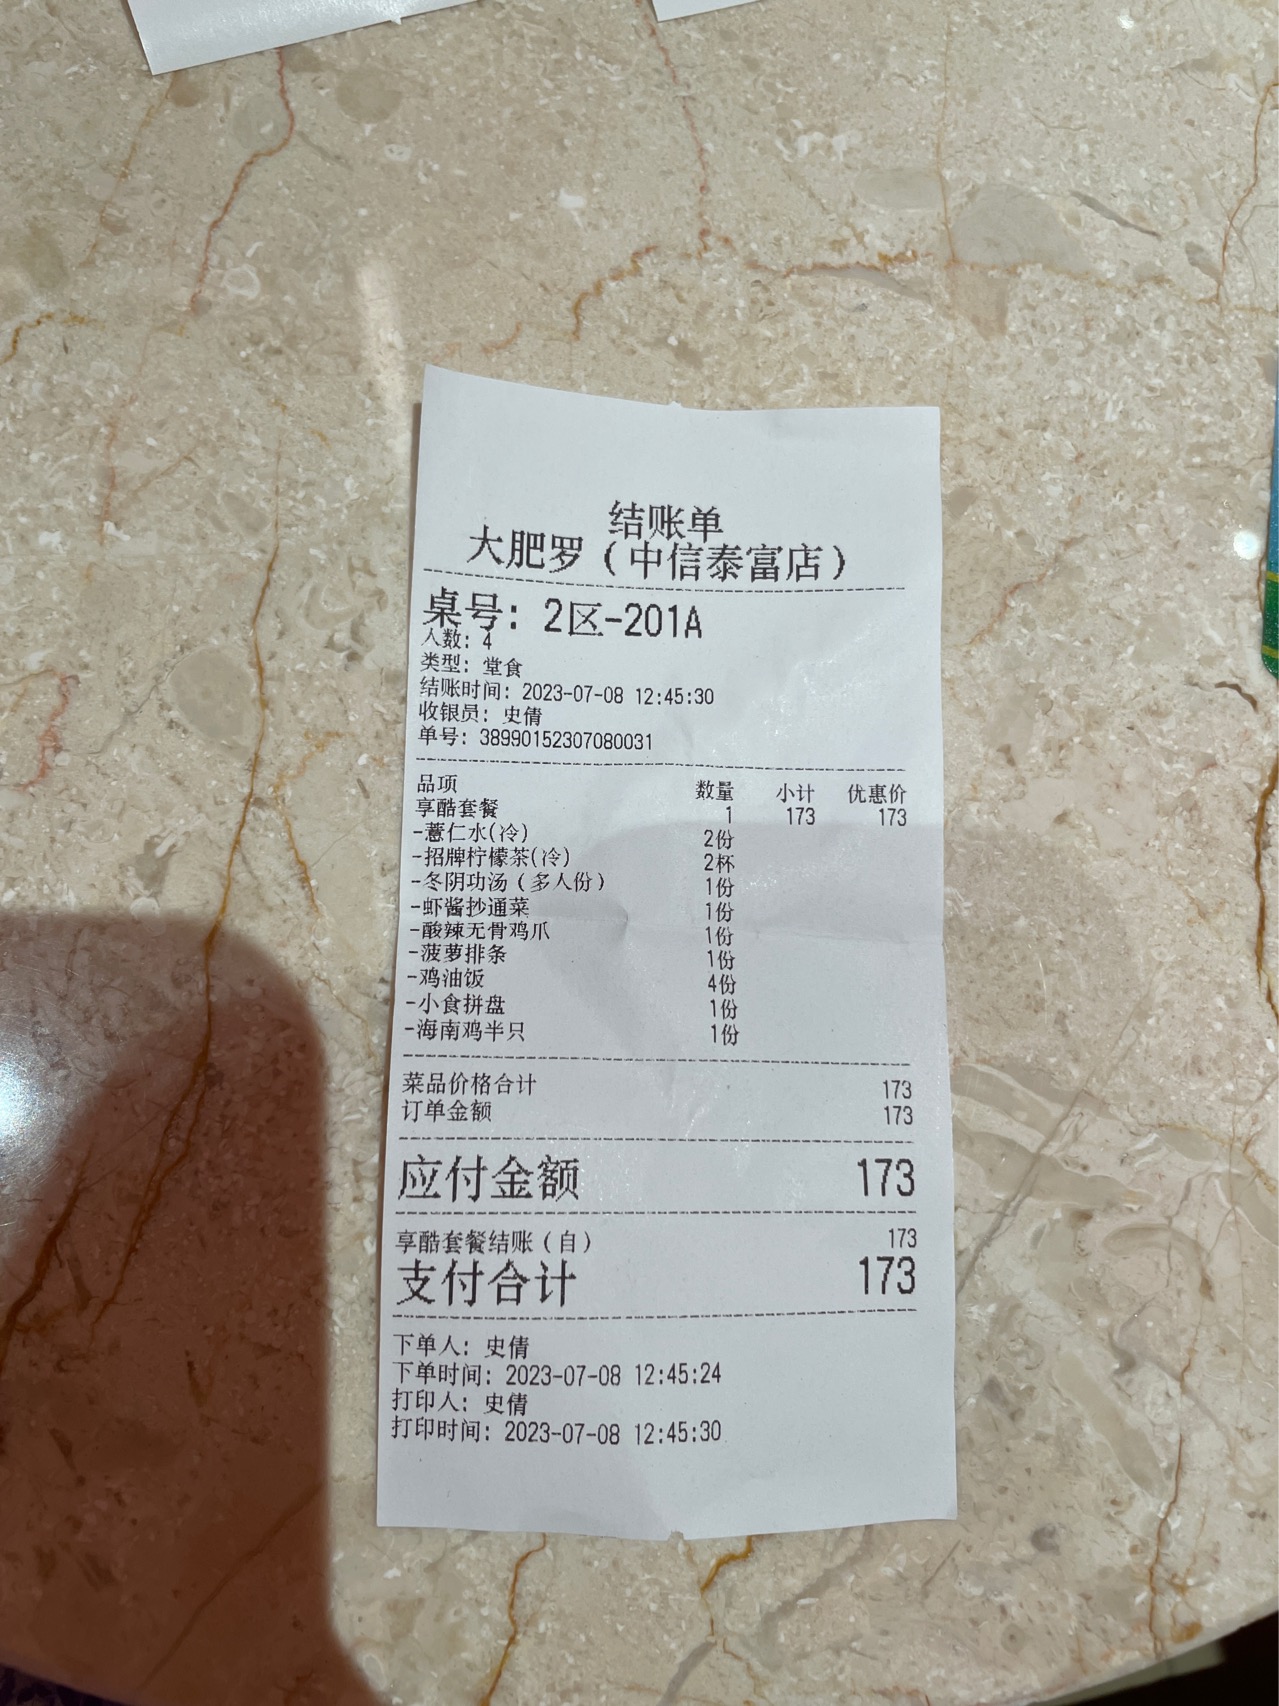 结账单
大肥罗（中信泰富店）
桌号: 2区-201A
人数: 4
类型: 堂食
结账时间: 2023-07-08 12:45:30
收银员: 史倩
单号: 38990152307080031
品项 数量 小计 优惠价
享酷套餐 1 173 173
-薏仁水(冷) 2份
-招牌柠檬茶(冷) 2杯
-冬阴功汤（多人份） 1份
-虾酱抄通菜 1份
-酸辣无骨鸡爪 1份
-菠萝排条 1份
-鸡油饭 4份
-小食拼盘 1份
-海南鸡半只 1份
菜品价格合计 173
订单金额 173
应付金额 173
享酷套餐结账（自） 173
支付合计 173
下单人: 史倩
下单时间: 2023-07-08 12:45:24
打印人: 史倩
打印时间: 2023-07-08 12:45:30